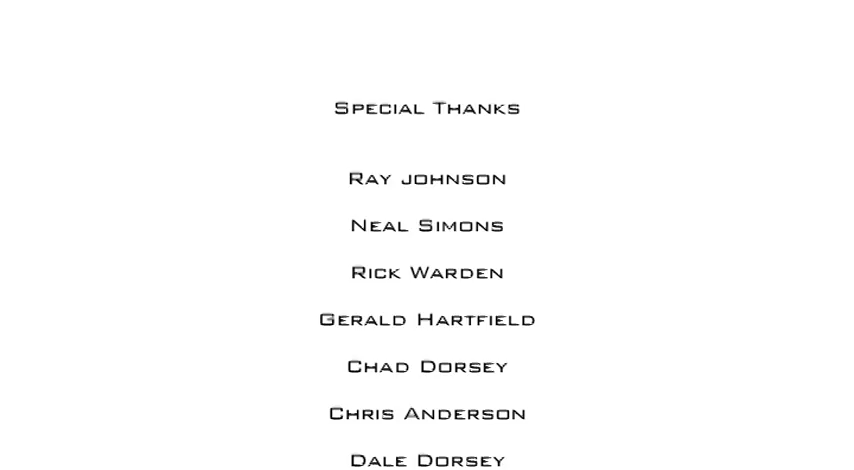 Special Thanks
Ray Johnson
Neal Simons
Rick Warden
Gerald Hartfield
Chad Dorsey
Chris Anderson
Dale Dorsey